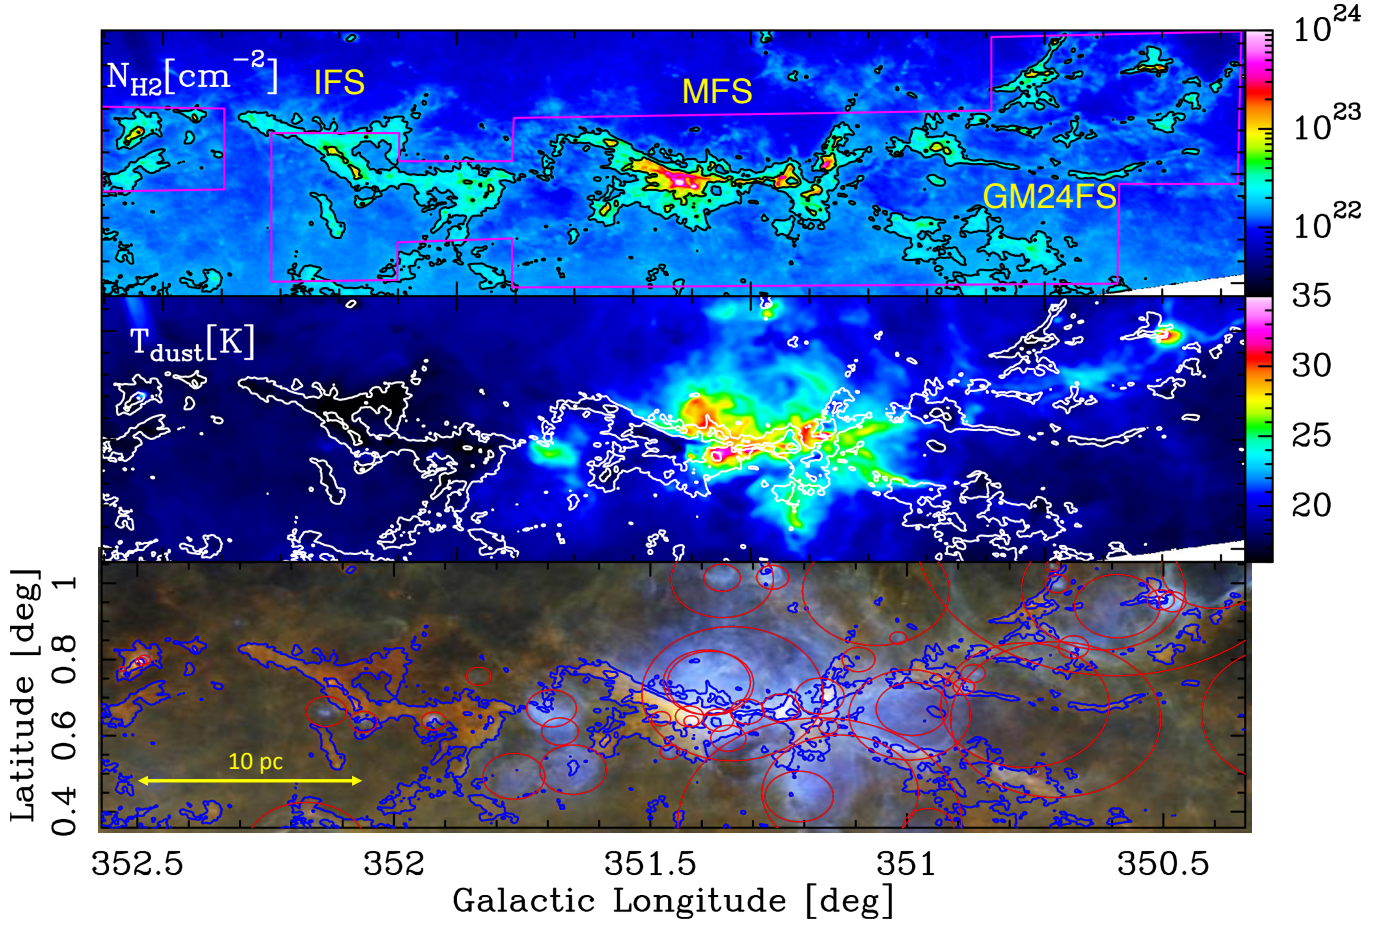 N_H2[cm^-2]
IFS
MFS
GM24FS
10^24
10^23
10^22
T_dust[K]
35
30
25
20
10 pc
Latitude [deg]
1
0.8
0.6
0.4
352.5 352 351.5 351 350.5
Galactic Longitude [deg]